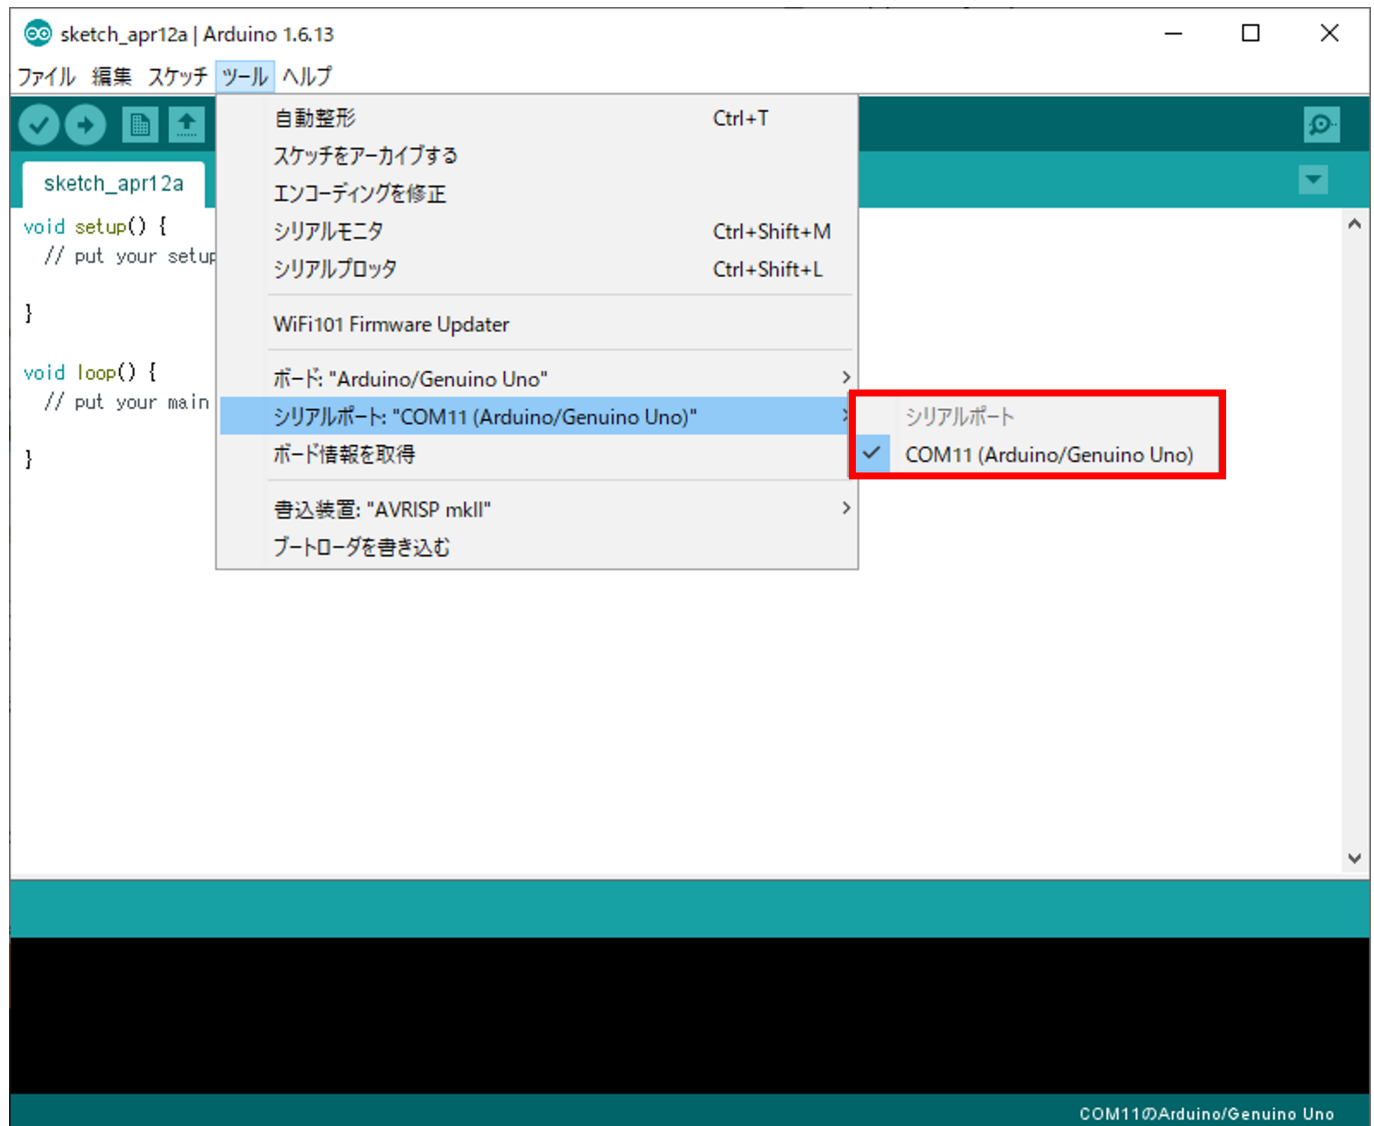 sketch_apr12a | Arduino 1.6.13
ファイル 編集 スケッチ ツール ヘルプ
自動整形 Ctrl+T
スケッチをアーカイブする
エンコーディングを修正
シリアルモニタ Ctrl+Shift+M
シリアルプロッタ Ctrl+Shift+L
WiFi101 Firmware Updater
ボード: "Arduino/Genuino Uno"
シリアルポート: "COM11 (Arduino/Genuino Uno)"
ボード情報を取得
書込装置: "AVRISP mkII"
ブートローダを書き込む
シリアルポート
COM11 (Arduino/Genuino Uno)
sketch_apr12a
void setup() {
// put your setup
}
void loop() {
// put your main
}
COM11のArduino/Genuino Uno